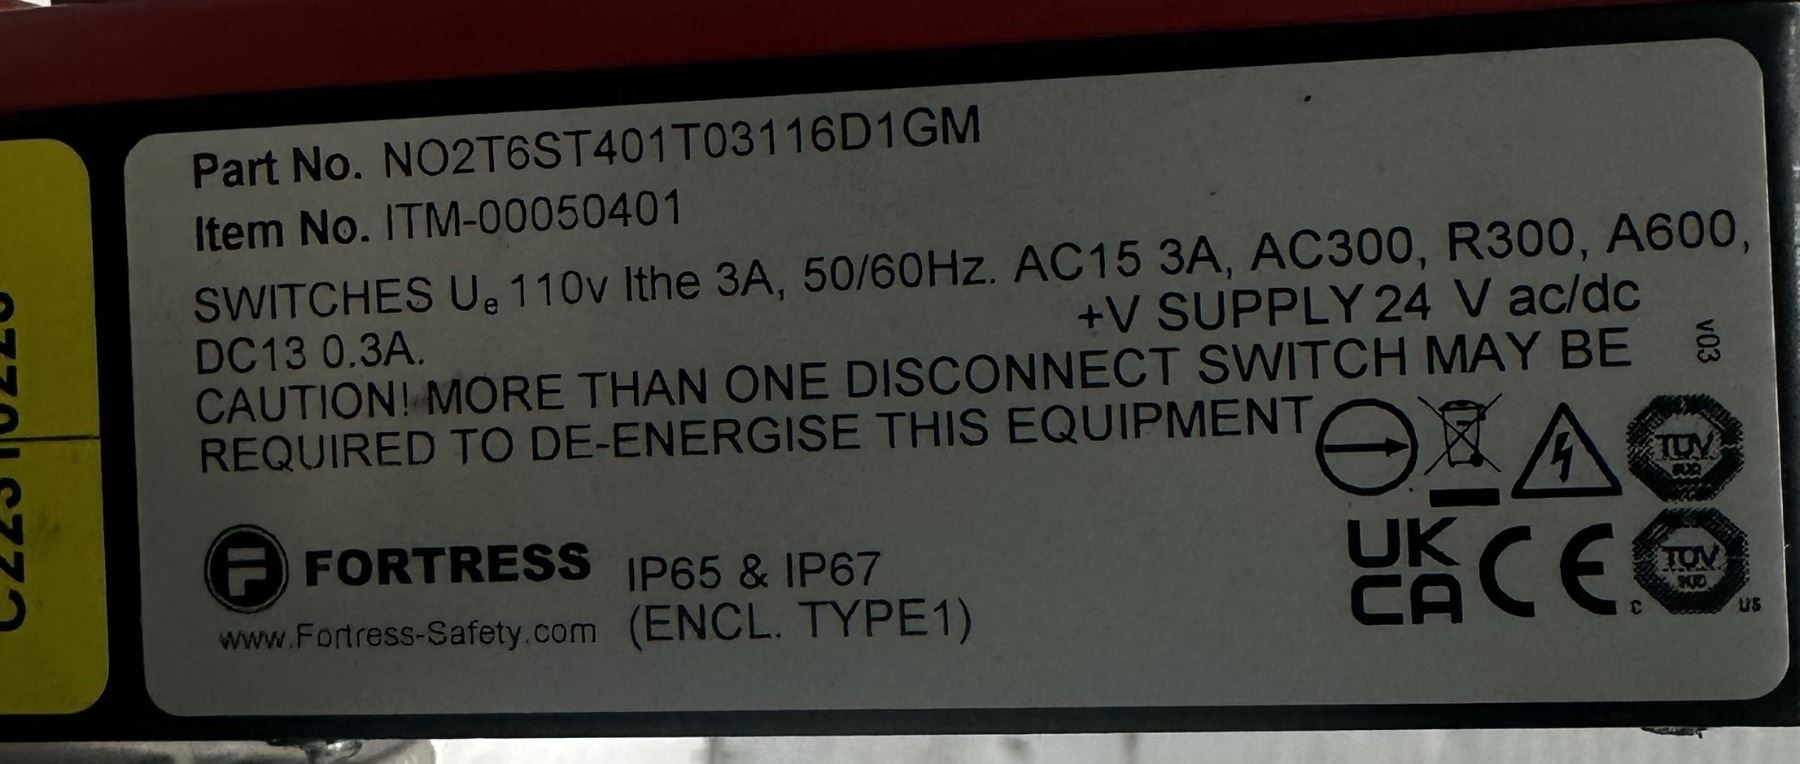 Part No. NO2T6ST401T03116D1GM
Item No. ITM-00050401
SWITCHES Ue 110v Ithe 3A, 50/60Hz. AC15 3A, AC300, R300, A600,
DC13 0.3A. +V SUPPLY 24 V ac/dc
CAUTION! MORE THAN ONE DISCONNECT SWITCH MAY BE
REQUIRED TO DE-ENERGISE THIS EQUIPMENT
v03
FORTRESS IP65 & IP67
www.Fortress-Safety.com (ENCL. TYPE1)
TÜV
SÜD
UK
CA
CE
TÜV
SÜD
C US